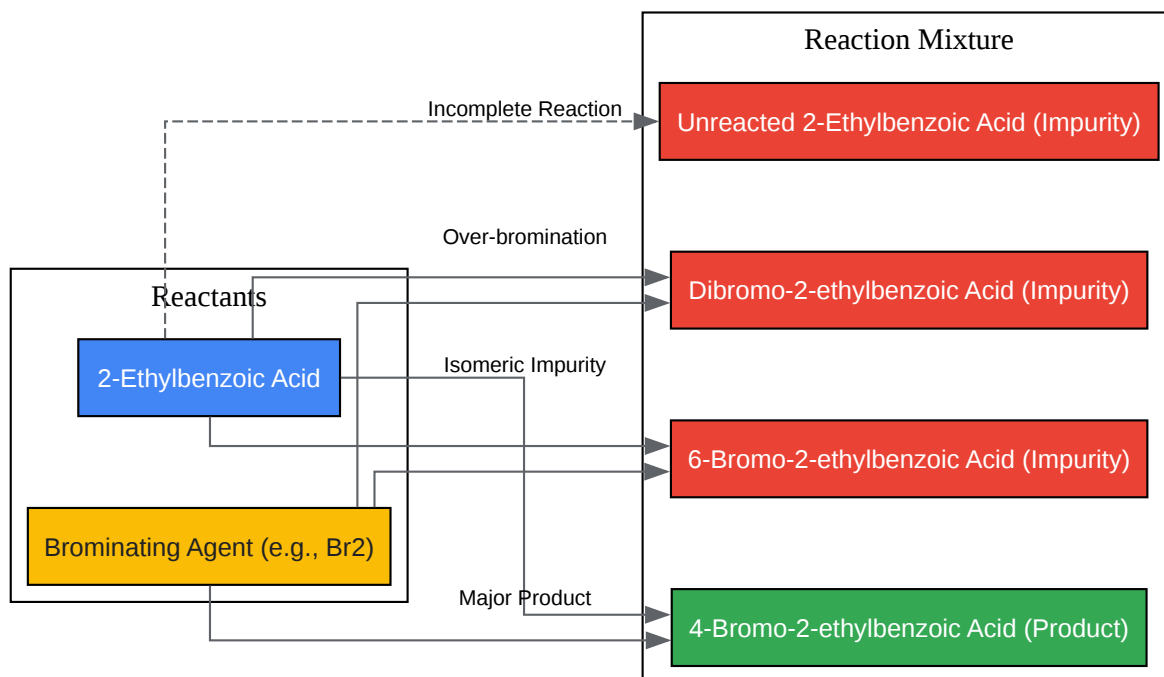 Reaction Mixture
Incomplete Reaction
Unreacted 2-Ethylbenzoic Acid (Impurity)
Over-bromination
Reactants
Dibromo-2-ethylbenzoic Acid (Impurity)
2-Ethylbenzoic Acid
Isomeric Impurity
6-Bromo-2-ethylbenzoic Acid (Impurity)
Brominating Agent (e.g., Br2)
Major Product
4-Bromo-2-ethylbenzoic Acid (Product)